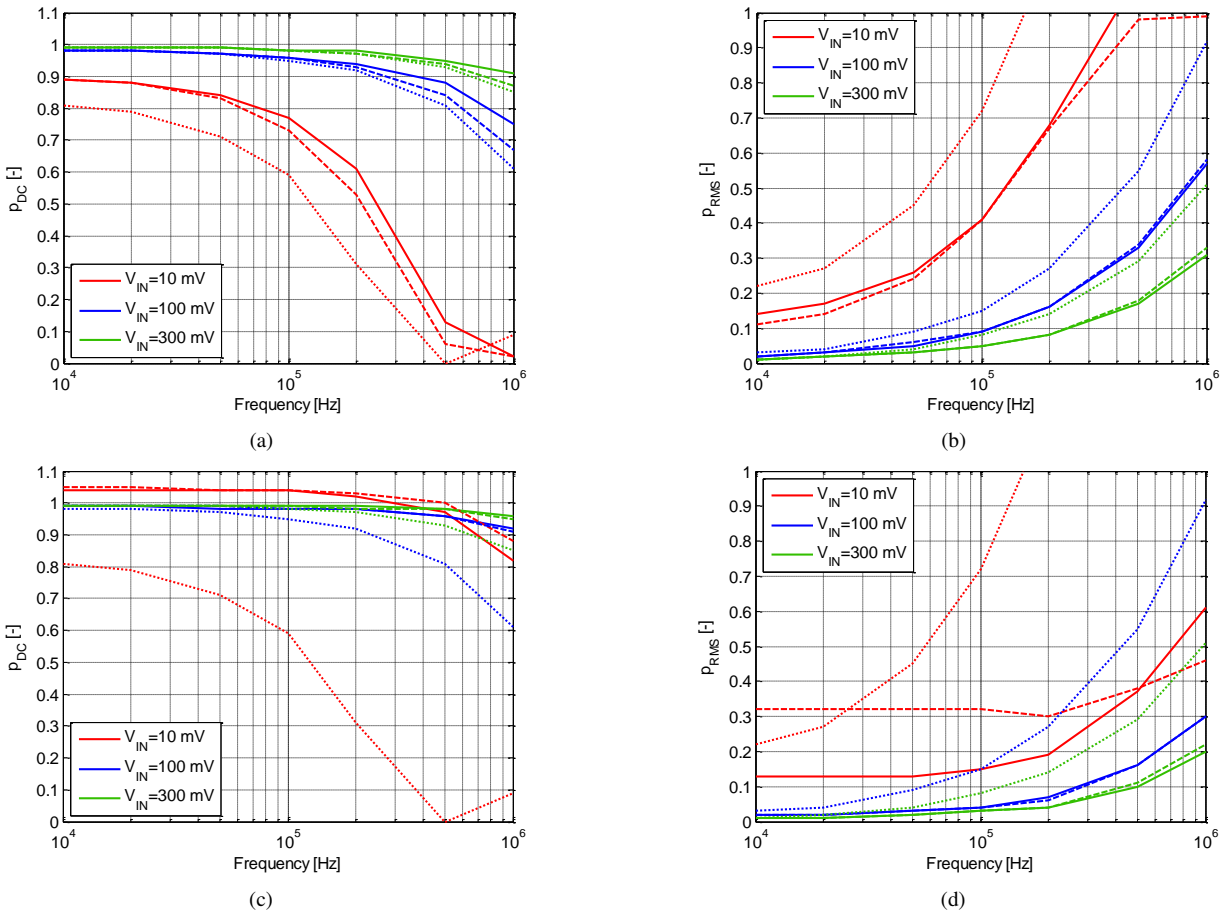 1.1
1
0.9
0.8
0.7
0.6
0.5
0.4
0.3
0.2
0.1
0
p_DC [-]
V_IN=10 mV
V_IN=100 mV
V_IN=300 mV
10^4
10^5
10^6
Frequency [Hz]
(a)
1
0.9
0.8
0.7
0.6
0.5
0.4
0.3
0.2
0.1
0
p_RMS [-]
V_IN=10 mV
V_IN=100 mV
V_IN=300 mV
10^4
10^5
10^6
Frequency [Hz]
(b)
1.1
1
0.9
0.8
0.7
0.6
0.5
0.4
0.3
0.2
0.1
0
p_DC [-]
V_IN=10 mV
V_IN=100 mV
V_IN=300 mV
10^4
10^5
10^6
Frequency [Hz]
(c)
1
0.9
0.8
0.7
0.6
0.5
0.4
0.3
0.2
0.1
0
p_RMS [-]
V_IN=10 mV
V_IN=100 mV
V_IN=300 mV
10^4
10^5
10^6
Frequency [Hz]
(d)